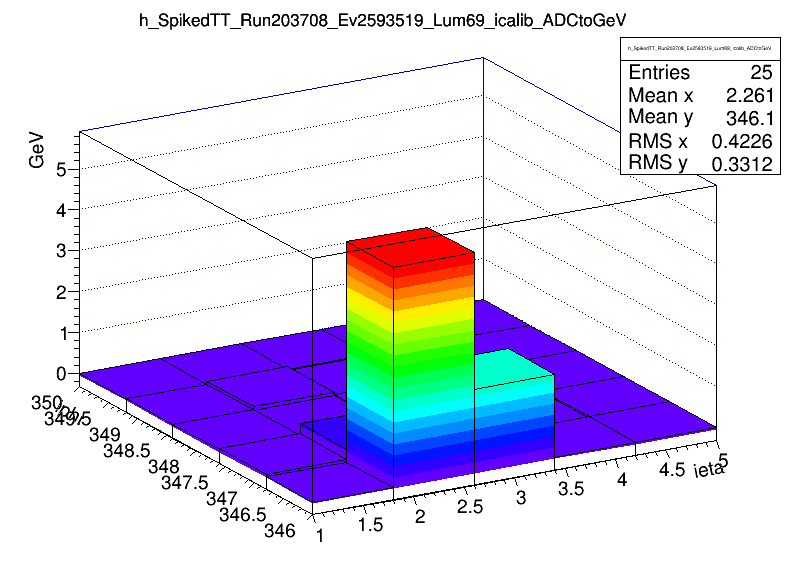 h_SpikedTT_Run203708_Ev2593519_Lum69_icalib_ADCtoGeV
h_SpikedTT_Run203708_Ev2593519_Lum69_icalib_ADCtoGeV
Entries 25
Mean x 2.261
Mean y 346.1
RMS x 0.4226
RMS y 0.3312
GeV
5
4
3
2
1
0
350
349.5
349
348.5
348
347.5
347
346.5
346
1
1.5
2
2.5
3
3.5
4
4.5
5
ieta